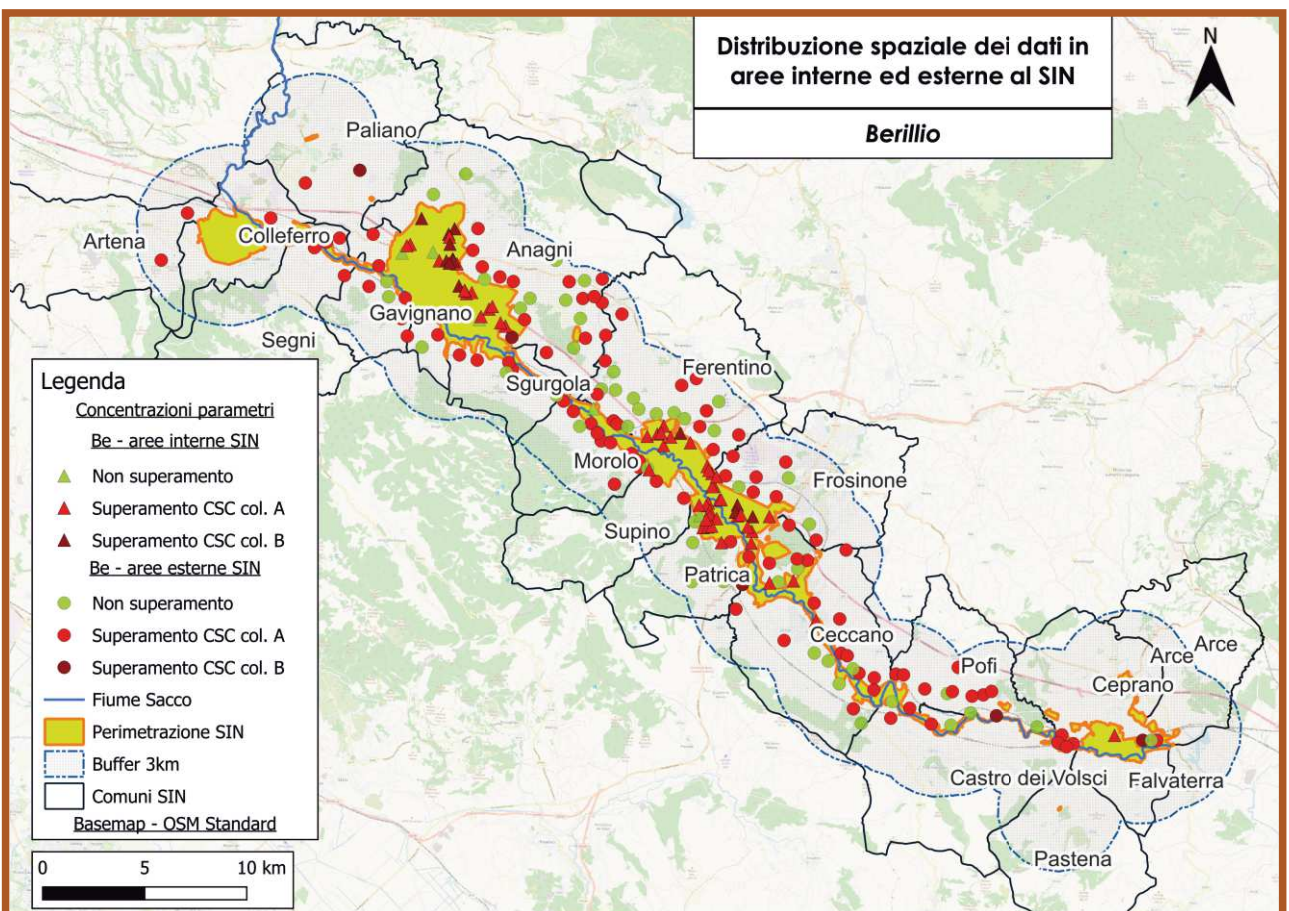 Distribuzione spaziale dei dati in
aree interne ed esterne al SIN
Berillio
N
Paliano
Artena
Colleferro
Anagni
Gavignano
Segni
Sgurgola
Ferentino
Morolo
Frosinone
Supino
Patrica
Ceccano
Pofi
Arce
Arce
Ceprano
Castro dei Volsci
Falvaterra
Pastena
Legenda
Concentrazioni parametri
Be - aree interne SIN
Non superamento
Superamento CSC col. A
Superamento CSC col. B
Be - aree esterne SIN
Non superamento
Superamento CSC col. A
Superamento CSC col. B
Fiume Sacco
Perimetrazione SIN
Buffer 3km
Comuni SIN
Basemap - OSM Standard
0 5 10 km